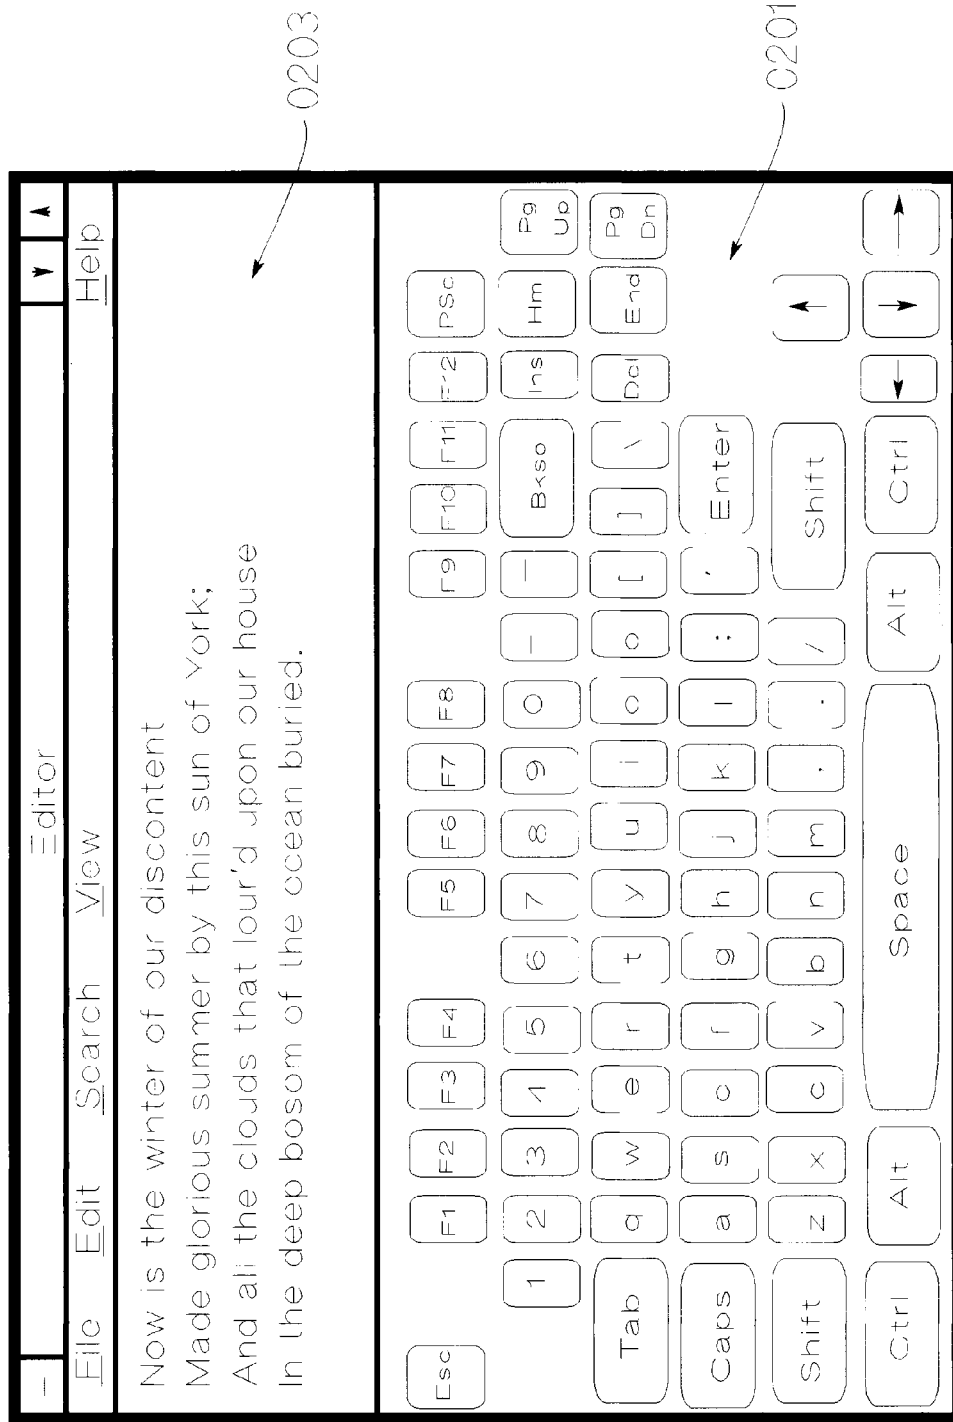 Editor
File Edit Search View Help
Now is the winter of our discontent
Made glorious summer by this sun of York;
And all the clouds that lour'd upon our house
In the deep bosom of the ocean buried.
0203
Esc F1 F2 F3 F4 F5 F6 F7 F8 F9 F10 F11 F12 PSc
1 2 3 4 5 6 7 8 9 0 Bksp Ins Hm Pg Up
Tab q w e r t y u i o p [ ] \ Del End Pg Dn
Caps a s d f g h j k l ; ' Enter
Shift z x c v b n m . / Shift
Ctrl Alt Space Alt Ctrl
0201